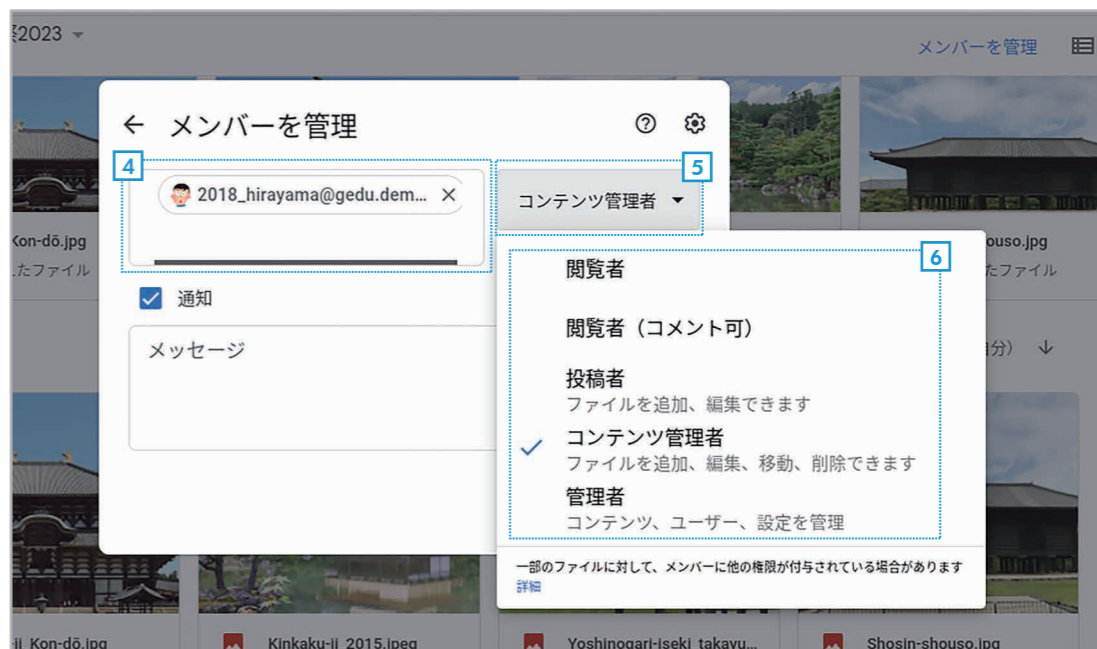 2023
メンバーを管理
メンバーを管理
4
5
2018_hirayama@gedu.dem...
コンテンツ管理者
Kon-dō.jpg
ouso.jpg
たファイル
たファイル
6
閲覧者
通知
閲覧者（コメント可）
メッセージ
自分）
投稿者
ファイルを追加、編集できます
コンテンツ管理者
ファイルを追加、編集、移動、削除できます
管理者
コンテンツ、ユーザー、設定を管理
一部のファイルに対して、メンバーに他の権限が付与されている場合があります
詳細
-ji_Kon-dō.jpg
Kinkaku-ji_2015.jpeg
Yoshinogari-iseki_takayu...
Shosin-shouso.jpg